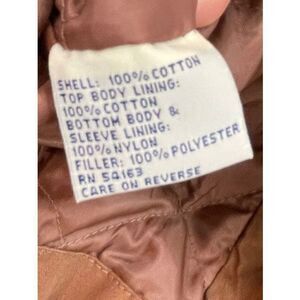 SHELL: 100% COTTON
TOP BODY LINING:
100% COTTON
BOTTOM BODY &
SLEEVE LINING:
100% NYLON
FILLER: 100% POLYESTER
RN 54163
CARE ON REVERSE